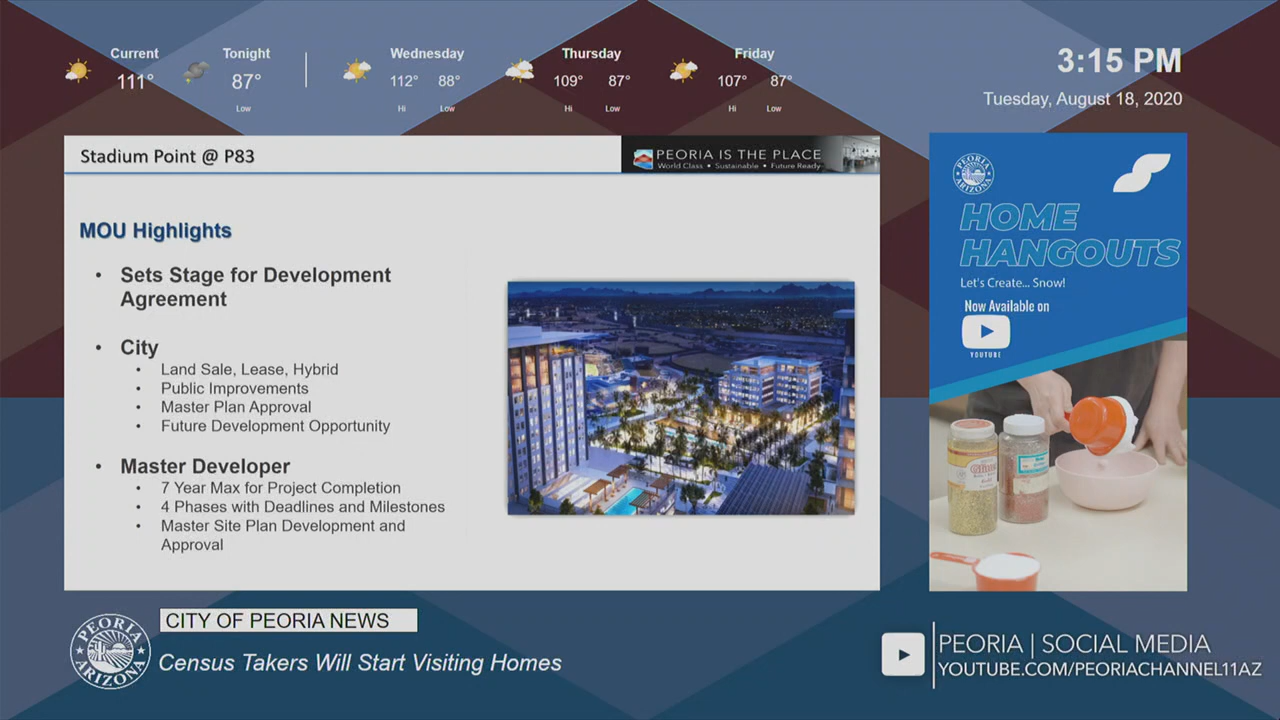 Current
111°
Tonight
87°
Low
Wednesday
112° 88°
Hi Low
Thursday
109° 87°
Hi Low
Friday
107° 87°
Hi Low
3:15 PM
Tuesday, August 18, 2020
Stadium Point @ P83
PEORIA IS THE PLACE
World Class • Sustainable • Future Ready
MOU Highlights
• Sets Stage for Development
Agreement
• City
• Land Sale, Lease, Hybrid
• Public Improvements
• Master Plan Approval
• Future Development Opportunity
• Master Developer
• 7 Year Max for Project Completion
• 4 Phases with Deadlines and Milestones
• Master Site Plan Development and
Approval
PEORIA
ARIZONA
HOME
HANGOUTS
Let's Create... Snow!
Now Available on
YOUTUBE
PEORIA
ARIZONA
CITY OF PEORIA NEWS
Census Takers Will Start Visiting Homes
PEORIA | SOCIAL MEDIA
YOUTUBE.COM/PEORIACHANNEL11AZ